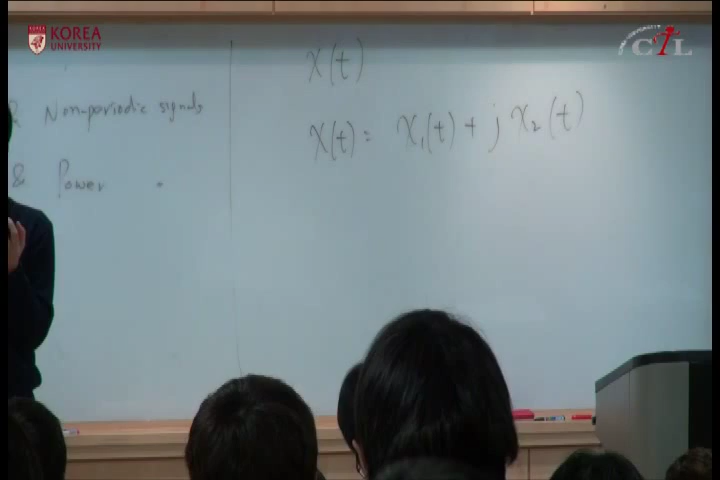 KOREA
UNIVERSITY
CTL
& Non-periodic signals
& Power
x(t)
x(t) = x₁(t) + j x₂(t)